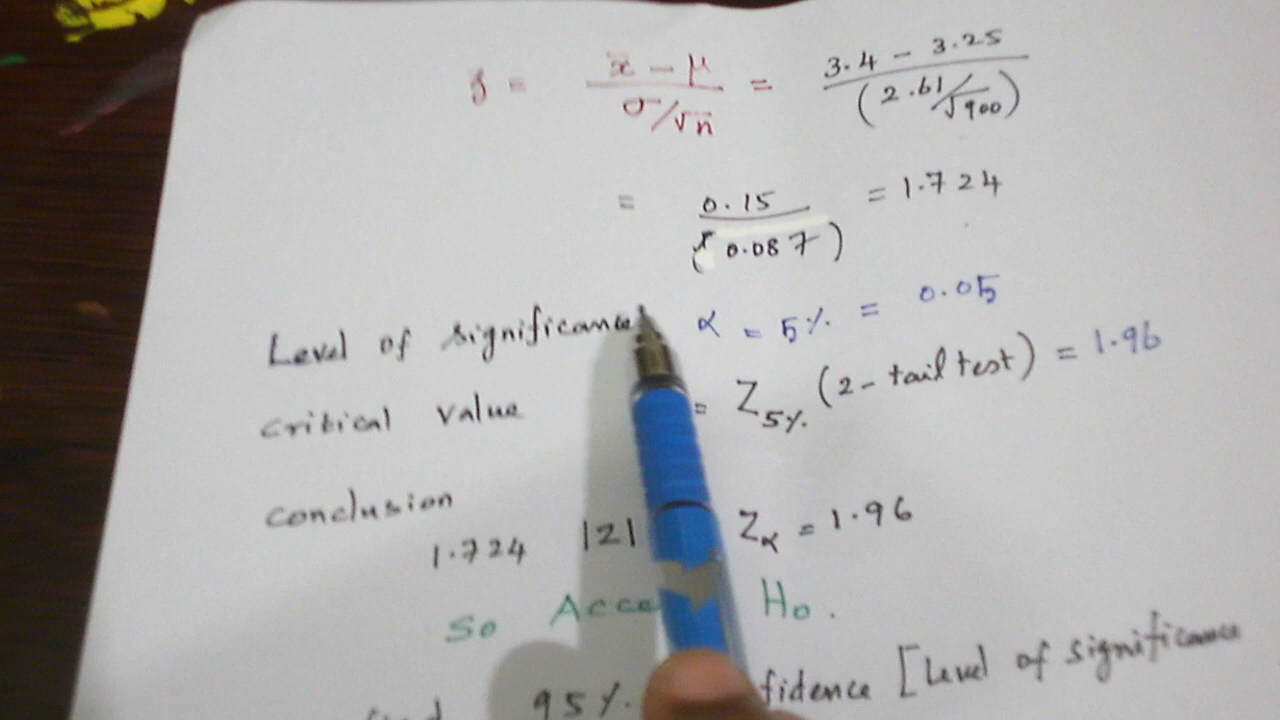 z = x̄ - μ / σ/√n = 3.4 - 3.25 / (2.61/√900)
= 0.15 / (0.087) = 1.724
Level of significance α = 5% = 0.05
critical value = Z5% (2-tail test) = 1.96
conclusion
1.724 |z| Zα = 1.96
So H₀.
95% [level of significance